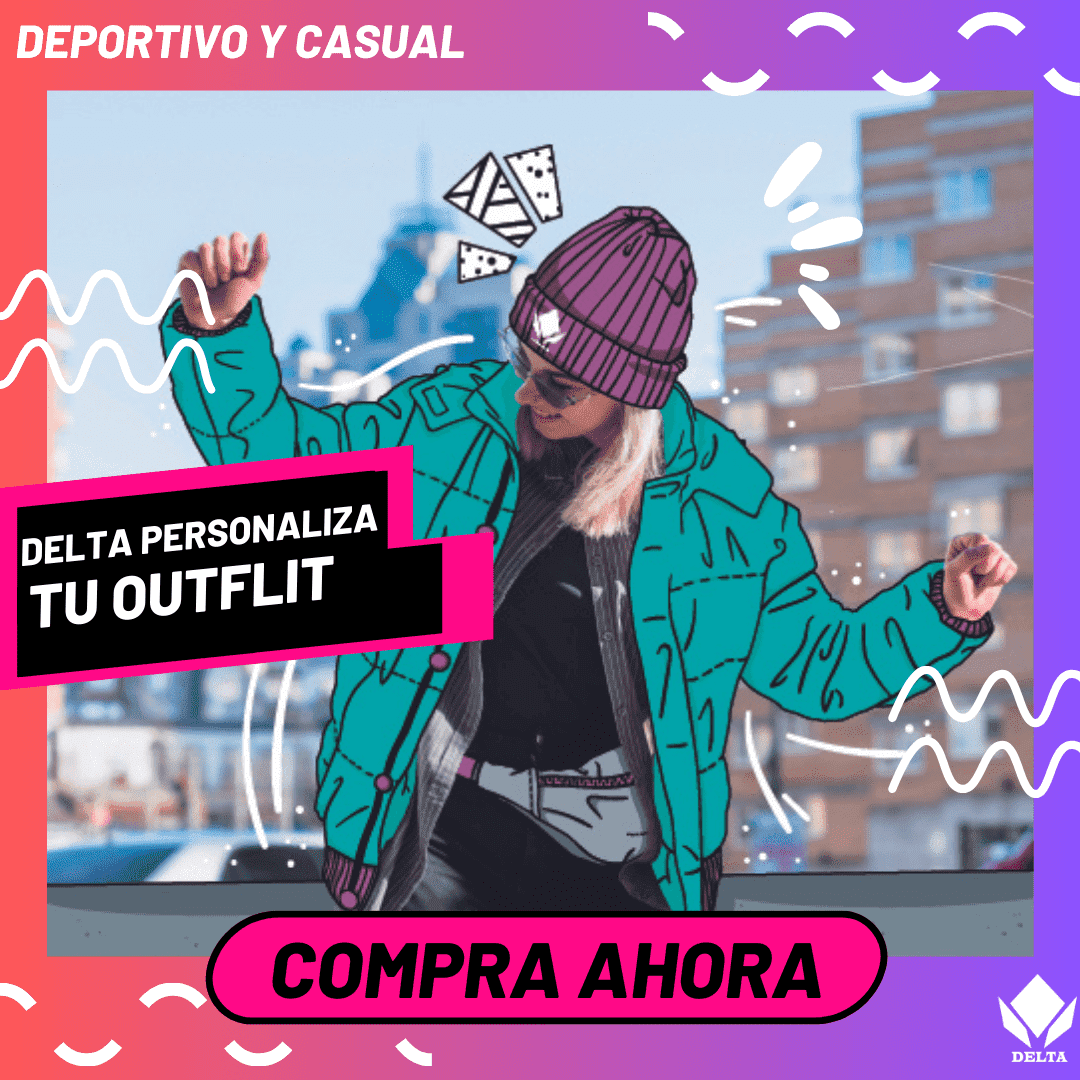 DEPORTIVO Y CASUAL
DELTA PERSONALIZA
TU OUTFLIT
COMPRA AHORA
DELTA